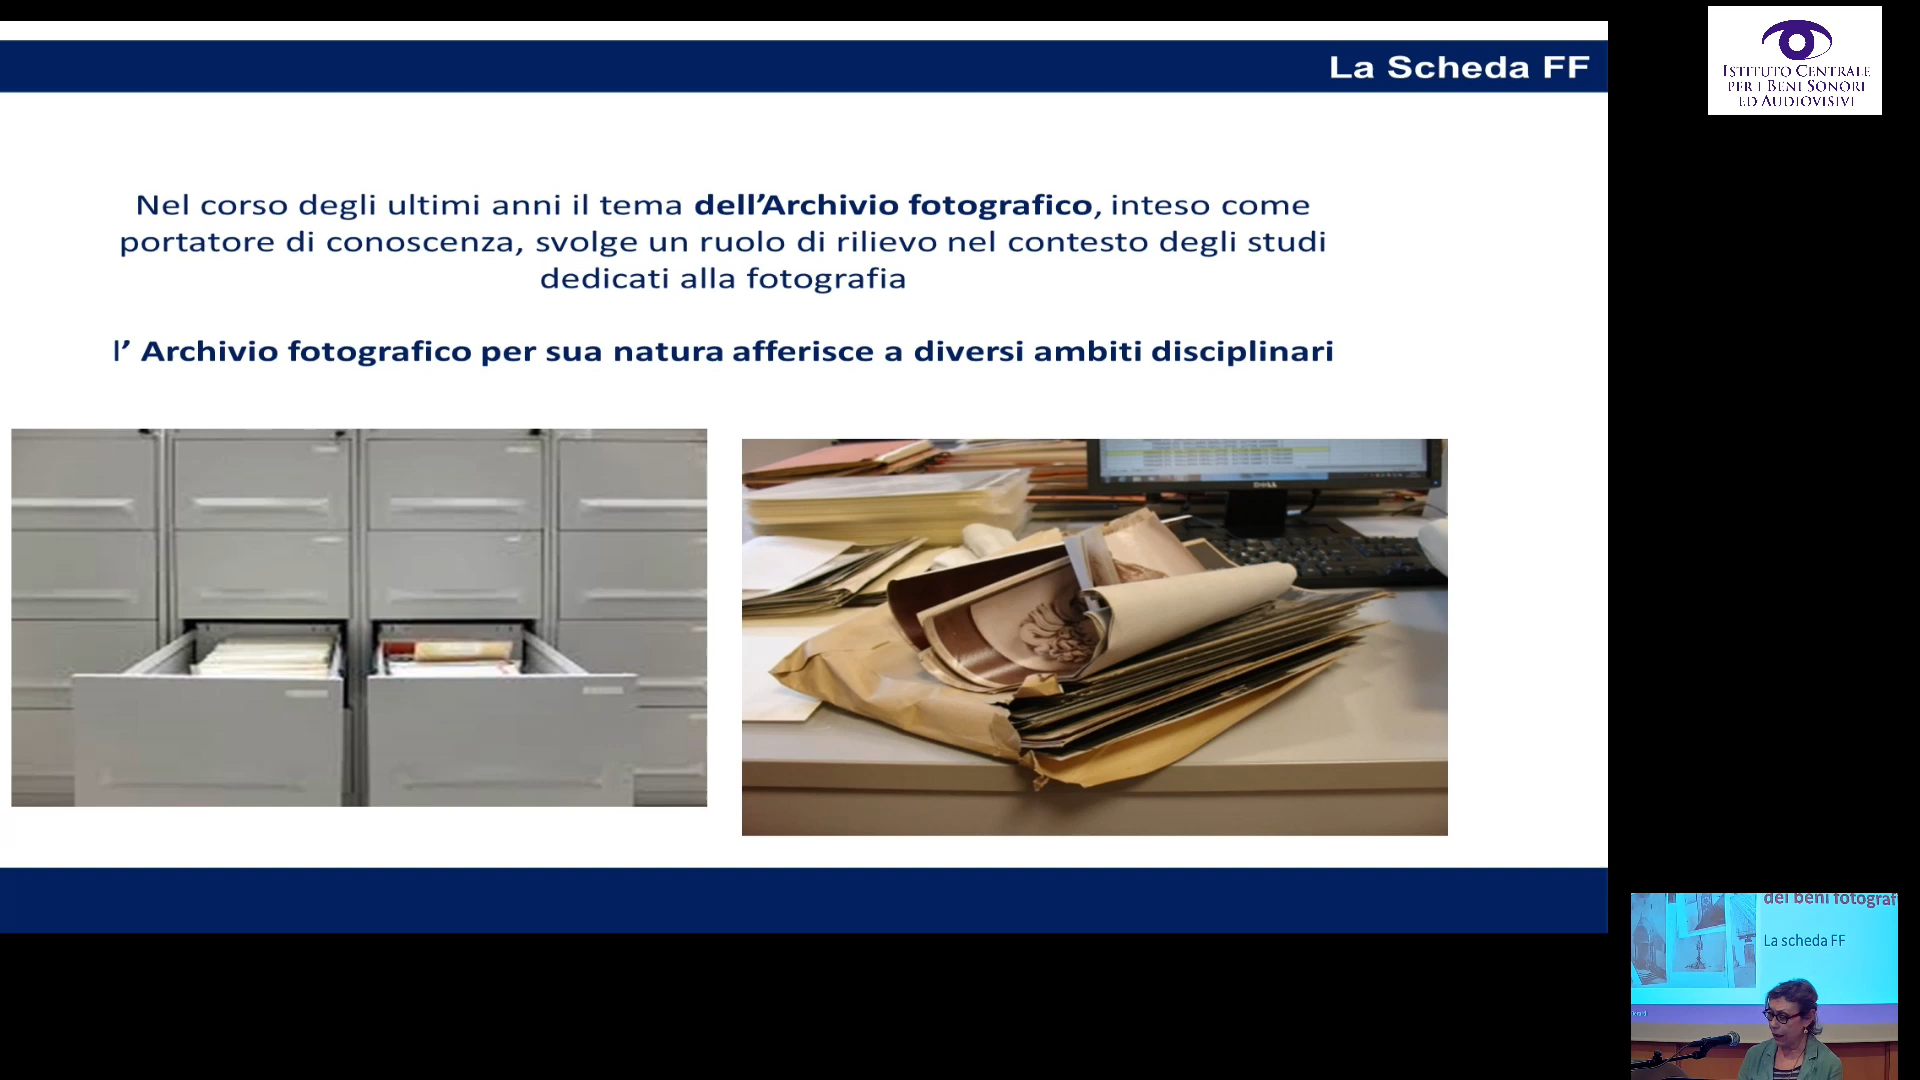 La Scheda FF
Nel corso degli ultimi anni il tema dell’Archivio fotografico, inteso come
portatore di conoscenza, svolge un ruolo di rilievo nel contesto degli studi
dedicati alla fotografia
l’ Archivio fotografico per sua natura afferisce a diversi ambiti disciplinari
DELL
ISTITUTO CENTRALE
PER I BENI SONORI
ED AUDIOVISIVI
dei beni fotograf
La scheda FF